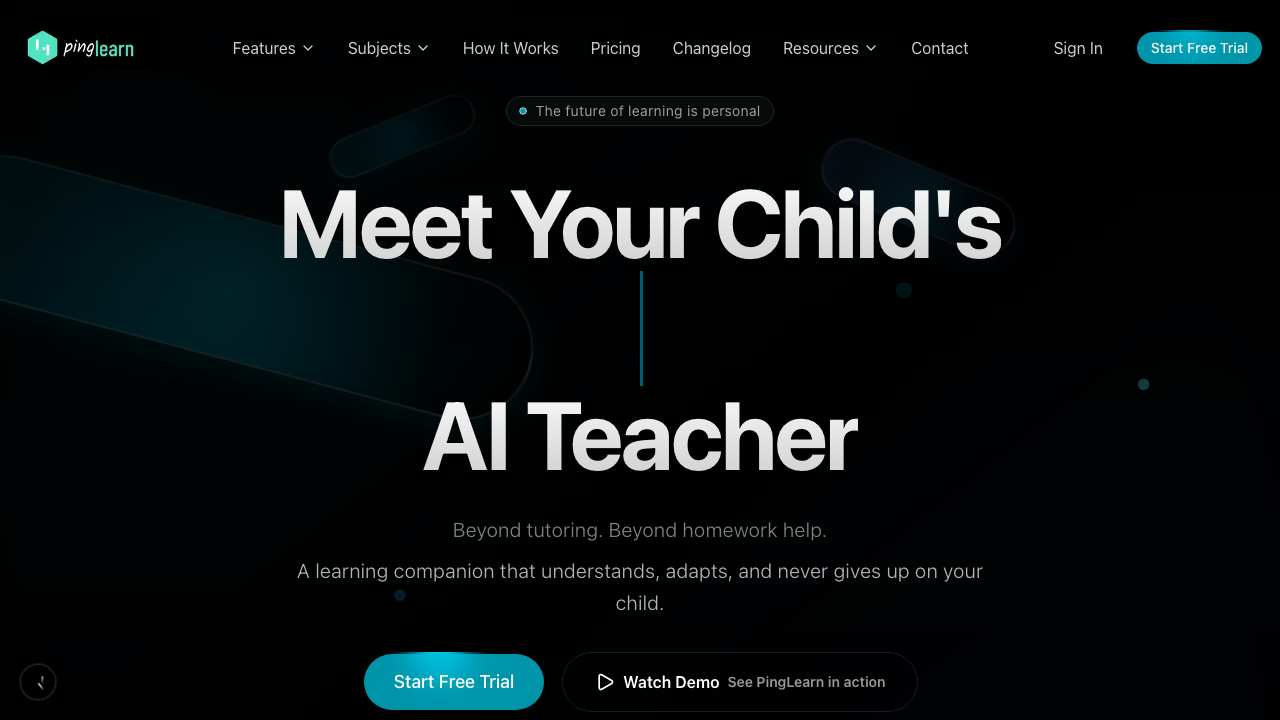 pinglearn
Features
Subjects
How It Works
Pricing
Changelog
Resources
Contact
Sign In
Start Free Trial
The future of learning is personal
Meet Your Child's
AI Teacher
Beyond tutoring. Beyond homework help.
A learning companion that understands, adapts, and never gives up on your
child.
Start Free Trial
Watch Demo See PingLearn in action